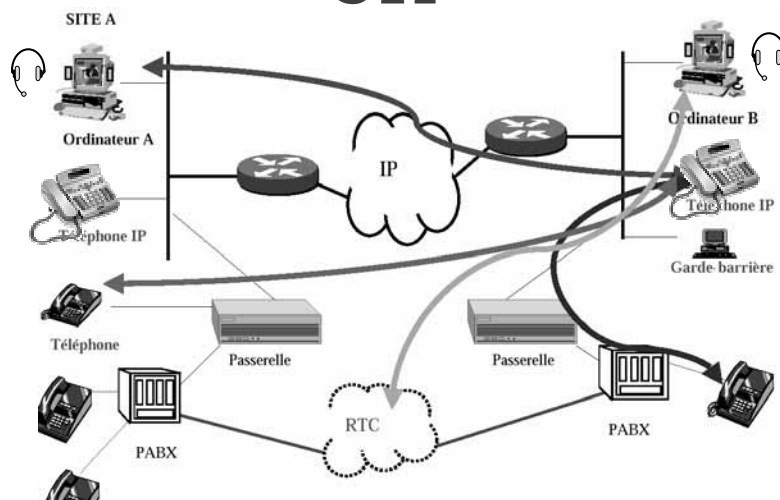 SITE A
Ordinateur A
Ordinateur B
IP
Téléphone IP
Téléphone IP
Garde-barrière
Téléphone
Passerelle
Passerelle
RTC
PABX
PABX